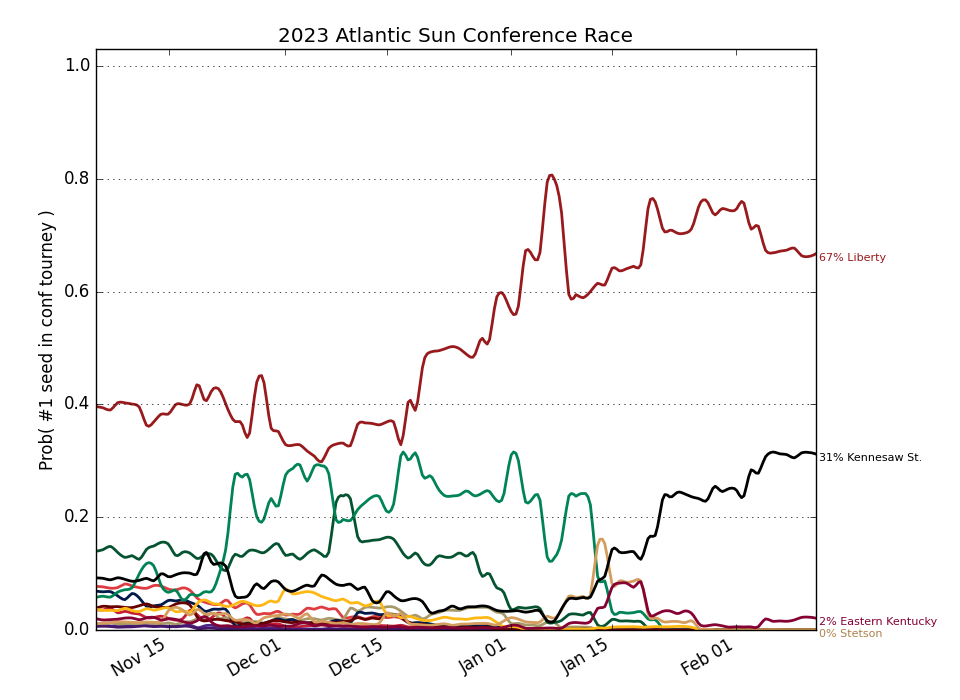 2023 Atlantic Sun Conference Race
Prob( #1 seed in conf tourney )
1.0
0.8
0.6
0.4
0.2
0.0
67% Liberty
31% Kennesaw St.
2% Eastern Kentucky
0% Stetson
Nov 15
Dec 01
Dec 15
Jan 01
Jan 15
Feb 01